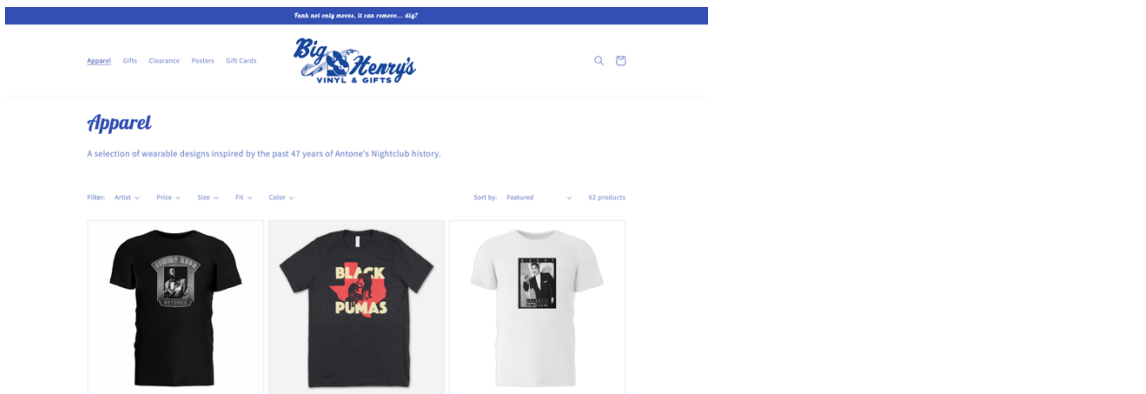 Funk not only moves, it can remove... dig?
Apparel Gifts Clearance Posters Gift Cards
Big Henry's
VINYL & GIFTS
Apparel
A selection of wearable designs inspired by the past 47 years of Antone's Nightclub history.
Filter: Artist Price Size Fit Color Sort by: Featured 62 products
BLACK
PUMAS